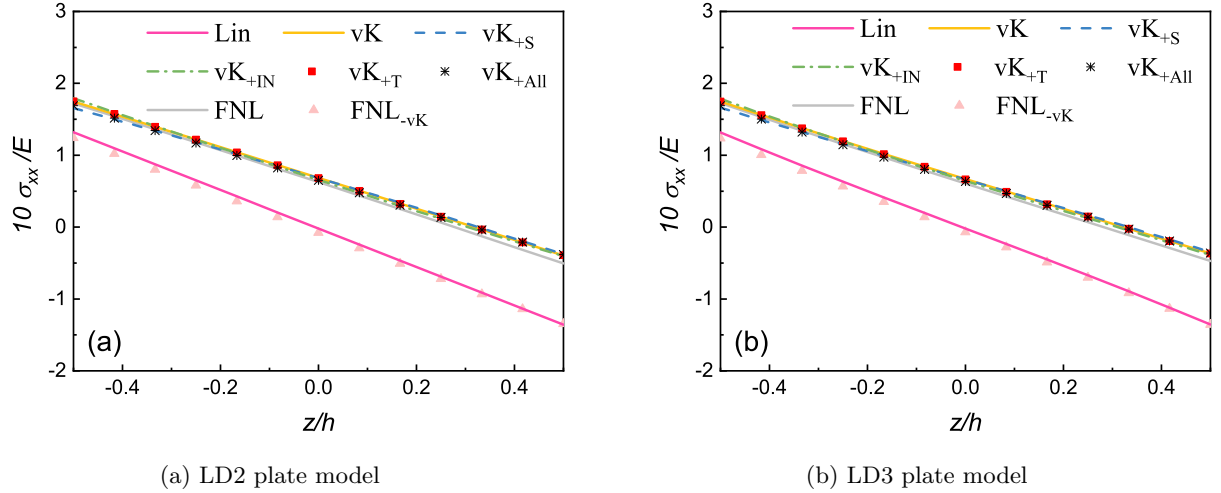 3
2
1
0
-1
-2
10 σxx/E
Lin
vK
vK+S
vK+IN
vK+T
vK+All
FNL
FNL-vK
(a)
-0.4
-0.2
0.0
0.2
0.4
z/h
(a) LD2 plate model
3
2
1
0
-1
-2
10 σxx/E
Lin
vK
vK+S
vK+IN
vK+T
vK+All
FNL
FNL-vK
(b)
-0.4
-0.2
0.0
0.2
0.4
z/h
(b) LD3 plate model